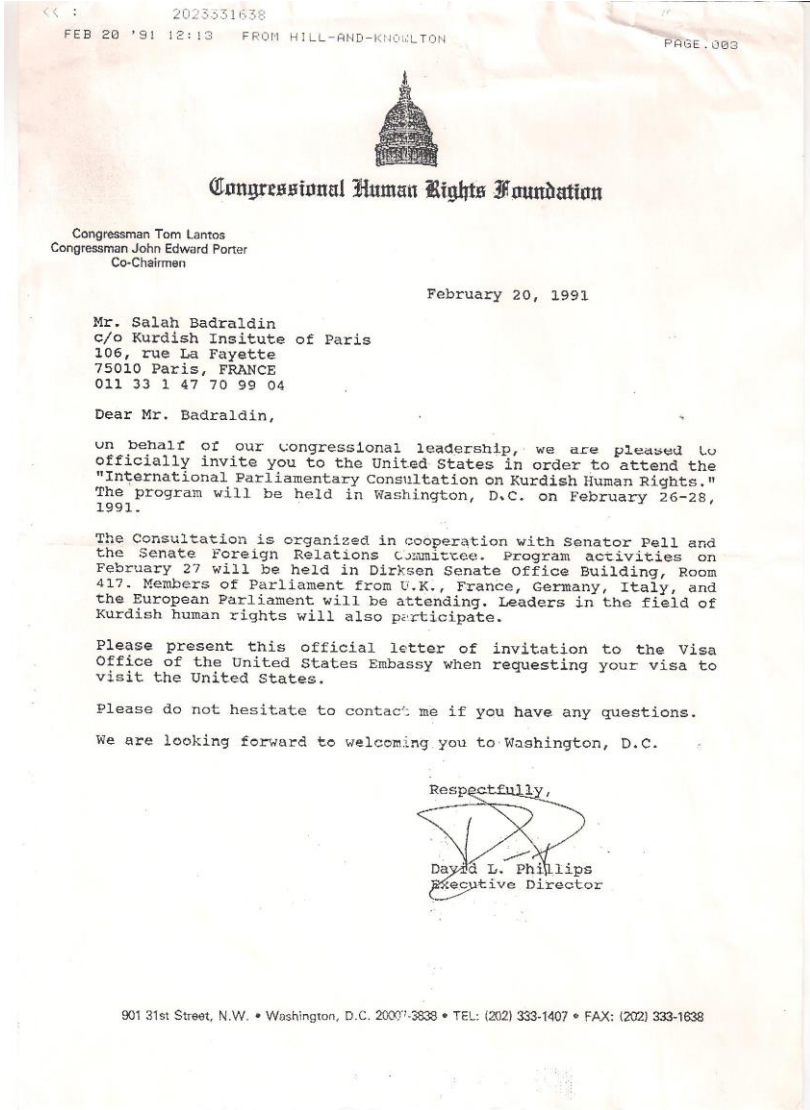 << : 2023331638
FEB 20 '91 12:13 FROM HILL-AND-KNOWLTON PAGE.003
Congressional Human Rights Foundation
Congressman Tom Lantos
Congressman John Edward Porter
Co-Chairmen
February 20, 1991
Mr. Salah Badraldin
c/o Kurdish Insitute of Paris
106, rue La Fayette
75010 Paris, FRANCE
011 33 1 47 70 99 04
Dear Mr. Badraldin,
On behalf of our congressional leadership, we are pleased to
officially invite you to the United States in order to attend the
"International Parliamentary Consultation on Kurdish Human Rights."
The program will be held in Washington, D.C. on February 26-28,
1991.
The Consultation is organized in cooperation with Senator Pell and
the Senate Foreign Relations Committee. Program activities on
February 27 will be held in Dirksen Senate Office Building, Room
417. Members of Parliament from U.K., France, Germany, Italy, and
the European Parliament will be attending. Leaders in the field of
Kurdish human rights will also participate.
Please present this official letter of invitation to the Visa
Office of the United States Embassy when requesting your visa to
visit the United States.
Please do not hesitate to contact me if you have any questions.
We are looking forward to welcoming you to Washington, D.C.
Respectfully,
David L. Phillips
Executive Director
901 31st Street, N.W. • Washington, D.C. 20007-3838 • TEL: (202) 333-1407 • FAX: (202) 333-1638